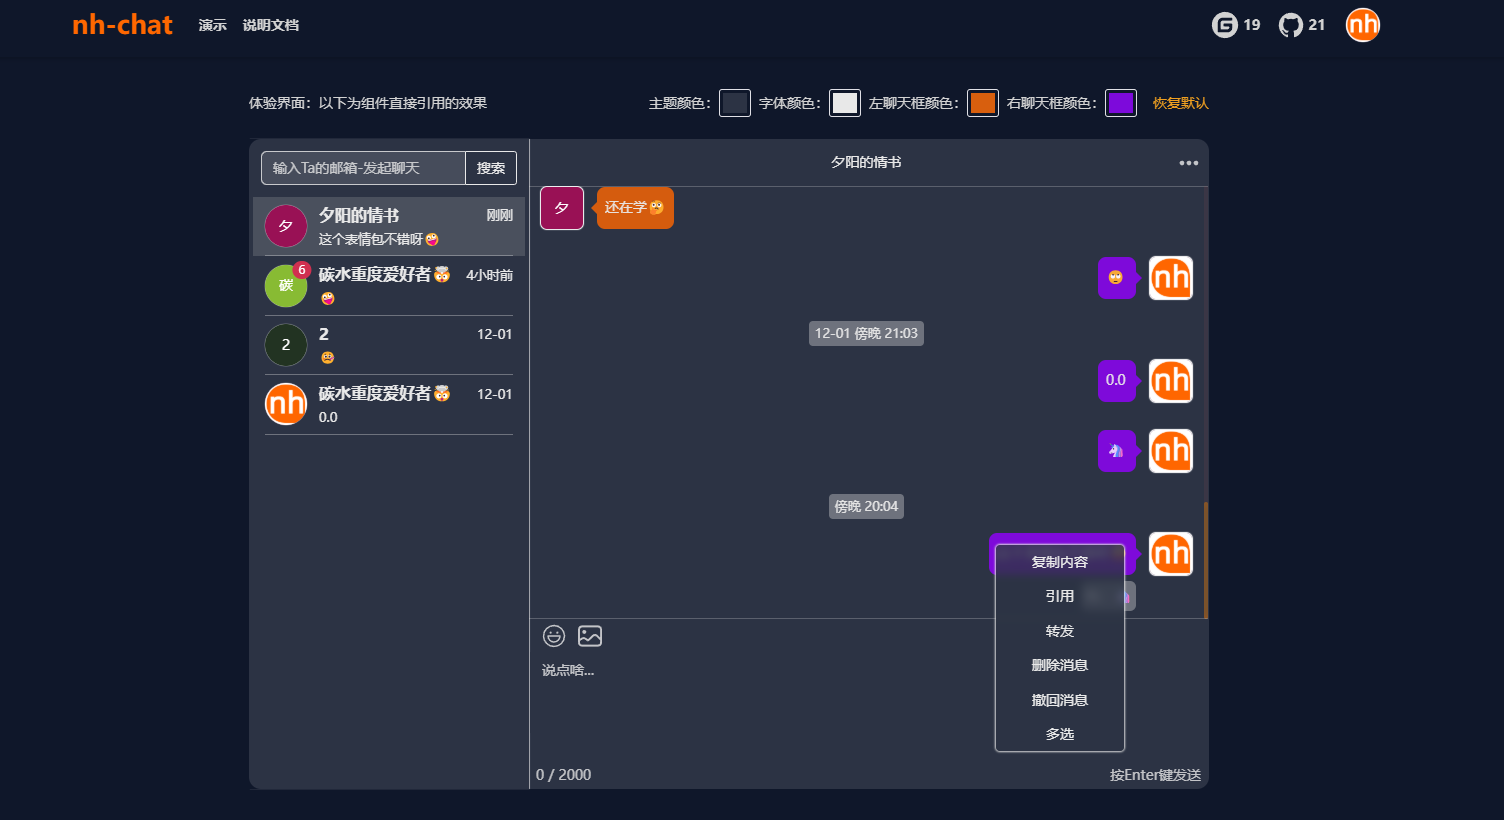 nh-chat 演示 说明文档 19 21 nh
体验界面：以下为组件直接引用的效果 主题颜色： 字体颜色： 左聊天框颜色： 右聊天框颜色： 恢复默认
输入Ta的邮箱-发起聊天 搜索
夕 夕阳的情书 刚刚
这个表情包不错呀🤪
碳 6 碳水重度爱好者🤯 4小时前
🤪
2 2 12-01
nh 碳水重度爱好者🤯 12-01
0.0
夕阳的情书
夕 还在学🤔
🙄 nh
12-01 傍晚 21:03
0.0 nh
🦄 nh
傍晚 20:04
nh
复制内容
引用
转发
删除消息
撤回消息
多选
说点啥...
0 / 2000 按Enter键发送